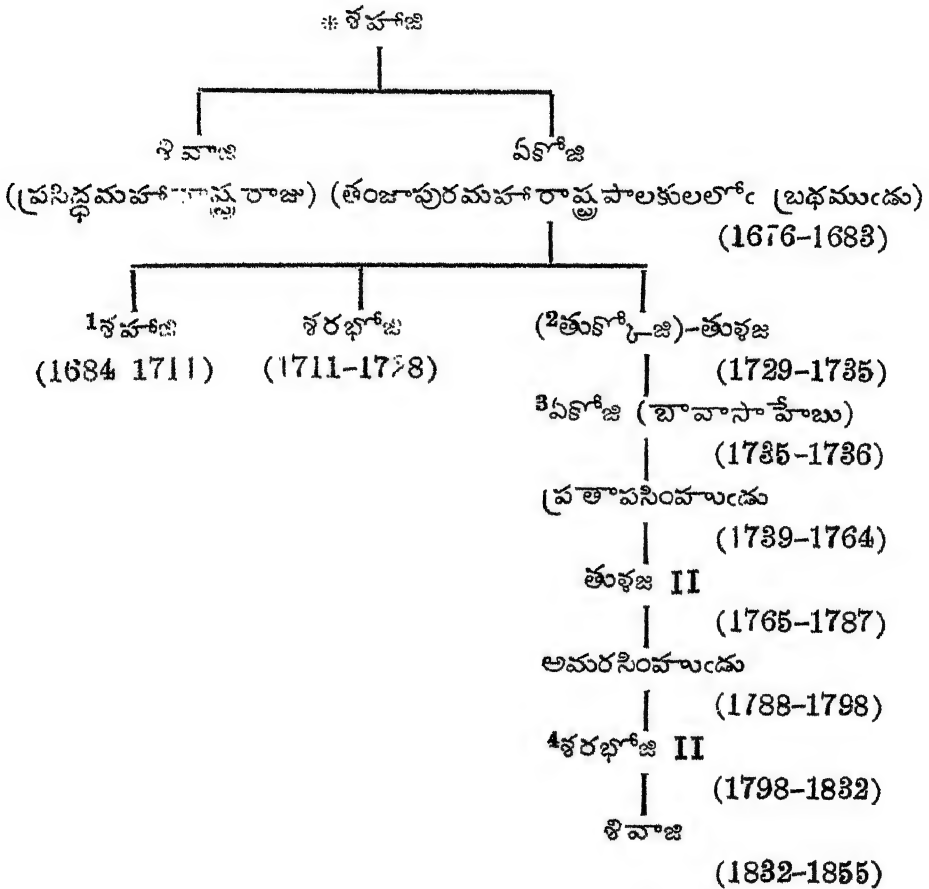 * శహాజి
శివాజి ఏకోజి
(ప్రసిద్ధమహారాష్ట్ర రాజు) (తంజాపురమహారాష్ట్రపాలకులలోఁ బ్రథముఁడు)
(1676–1683)
¹శహాజి శరభోజి (²తుక్కోజి)–తుళజ
(1684 1711) (1711–1728) (1729–1735)
³ఏకోజి (బావాసాహేబు)
(1735–1736)
ప్రతాపసింహుఁడు
(1739–1764)
తుళజ II
(1765–1787)
అమరసింహుఁడు
(1788–1798)
⁴శరభోజి II
(1798–1832)
శివాజి
(1832–1855)